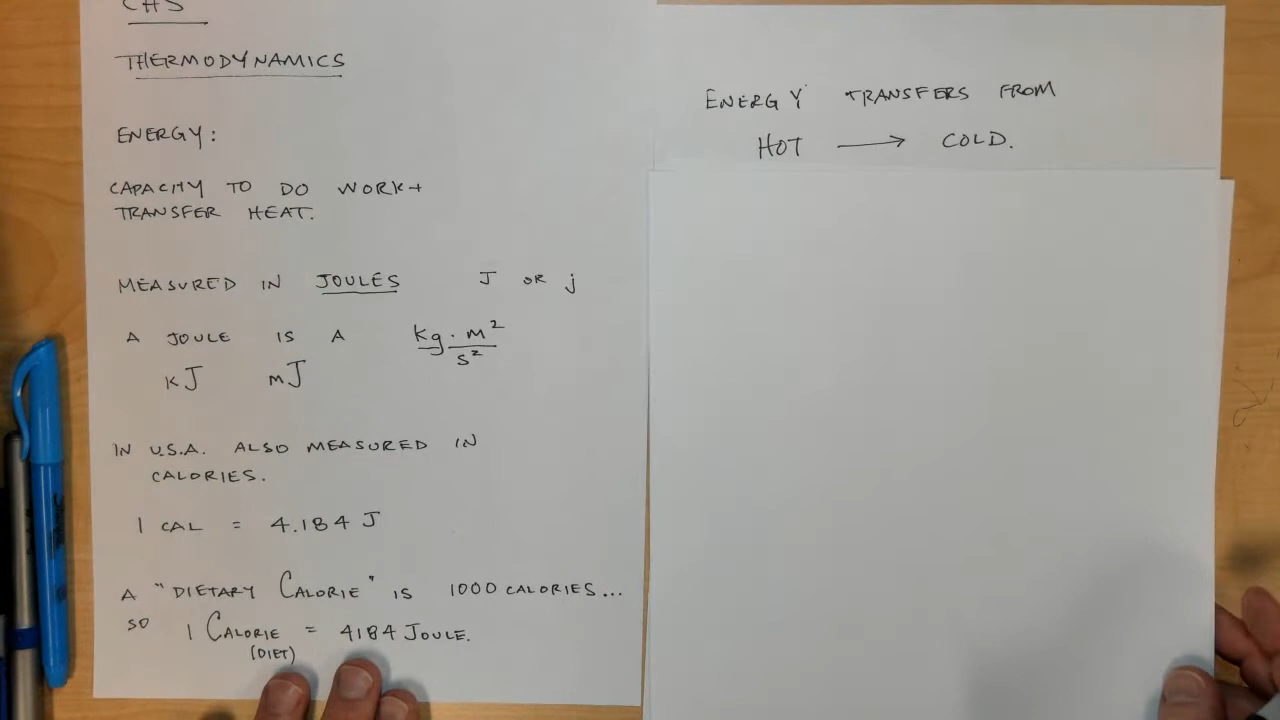 CH5
THERMODYNAMICS
ENERGY:
CAPACITY TO DO WORK +
TRANSFER HEAT.
MEASURED IN JOULES J OR j
A JOULE IS A kg · m² / s²
kJ mJ
IN U.S.A. ALSO MEASURED IN
CALORIES.
1 CAL = 4.184 J
A "DIETARY CALORIE" IS 1000 CALORIES...
SO 1 CALORIE = 4184 JOULE.
(DIET)
ENERGY TRANSFERS FROM
HOT → COLD.